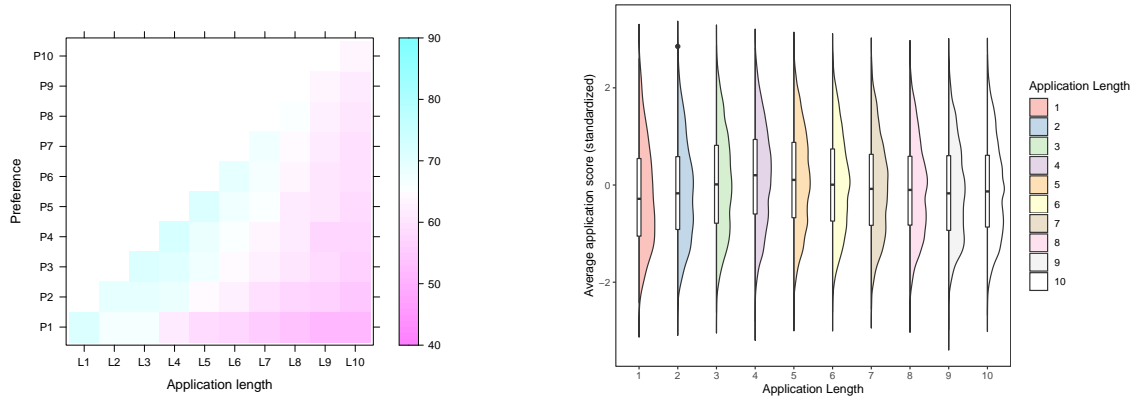 P10
P9
P8
P7
P6
P5
P4
P3
P2
P1
Preference
L1 L2 L3 L4 L5 L6 L7 L8 L9 L10
Application length
90
80
70
60
50
40
Average application score (standardized)
2
0
−2
1 2 3 4 5 6 7 8 9 10
Application Length
Application Length
1
2
3
4
5
6
7
8
9
10